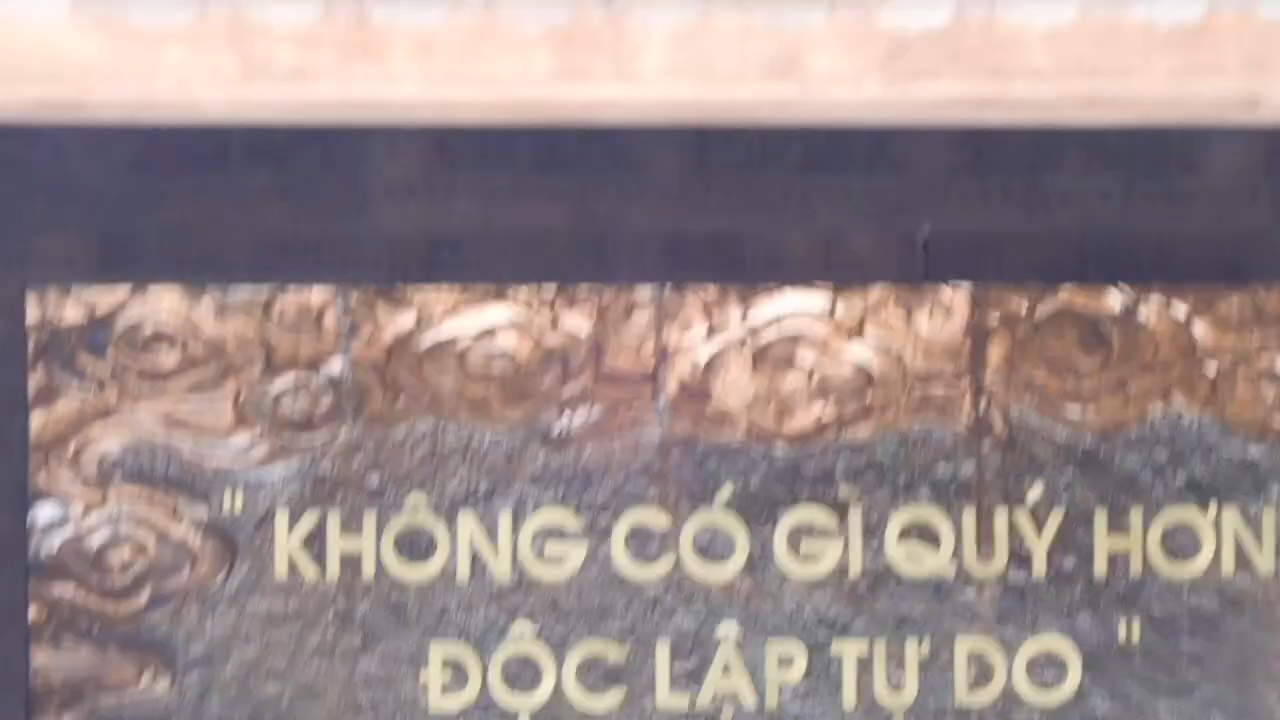 " KHÔNG CÓ GÌ QUÝ HƠN
ĐỘC LẬP TỰ DO "